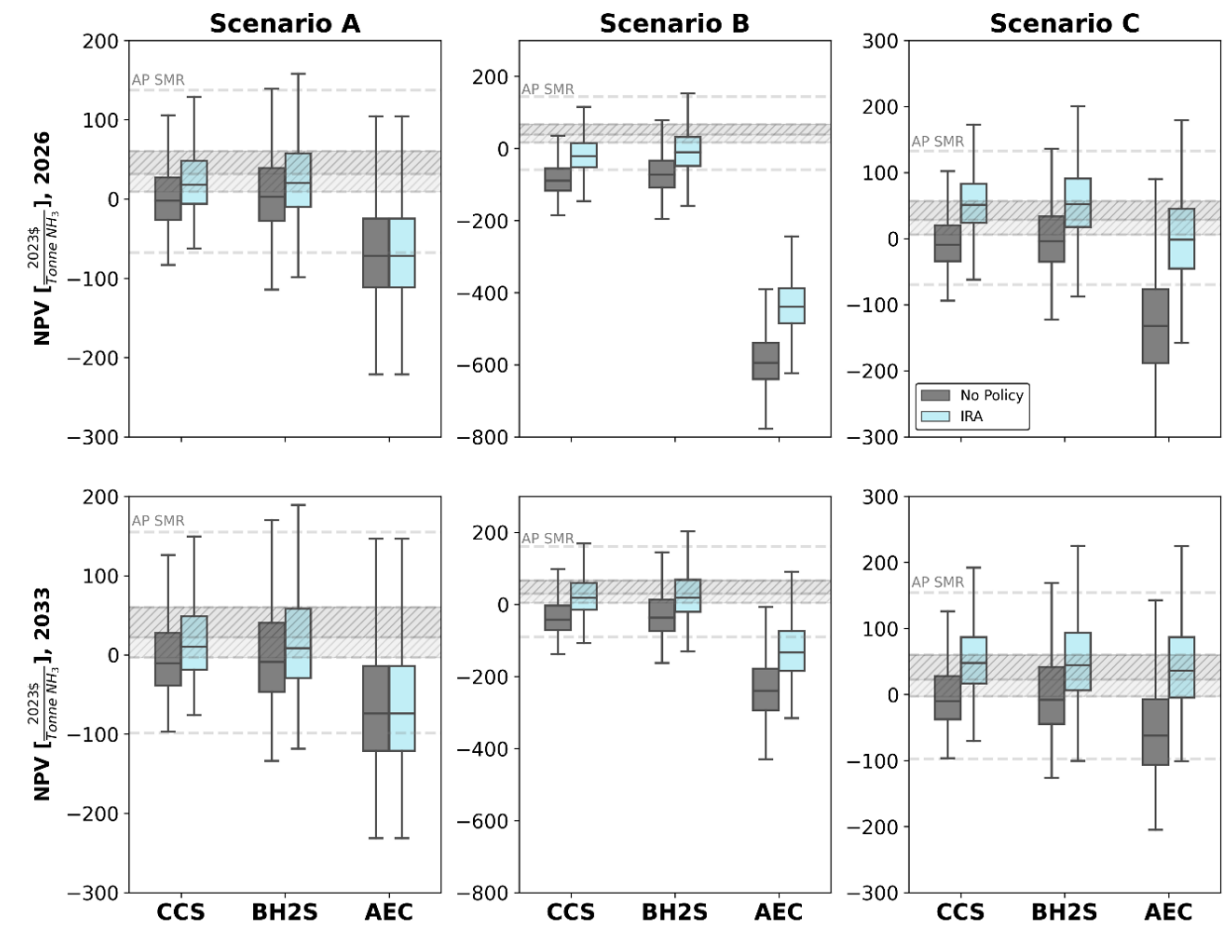 Scenario A
Scenario B
Scenario C
NPV [2023$/Tonne NH₃], 2026
200
100
0
−100
−200
−300
AP SMR
200
0
−200
−400
−600
−800
AP SMR
300
200
100
0
−100
−200
−300
AP SMR
No Policy
IRA
NPV [2023$/Tonne NH₃], 2033
200
100
0
−100
−200
−300
AP SMR
CCS BH2S AEC
200
0
−200
−400
−600
−800
AP SMR
CCS BH2S AEC
300
200
100
0
−100
−200
−300
AP SMR
CCS BH2S AEC